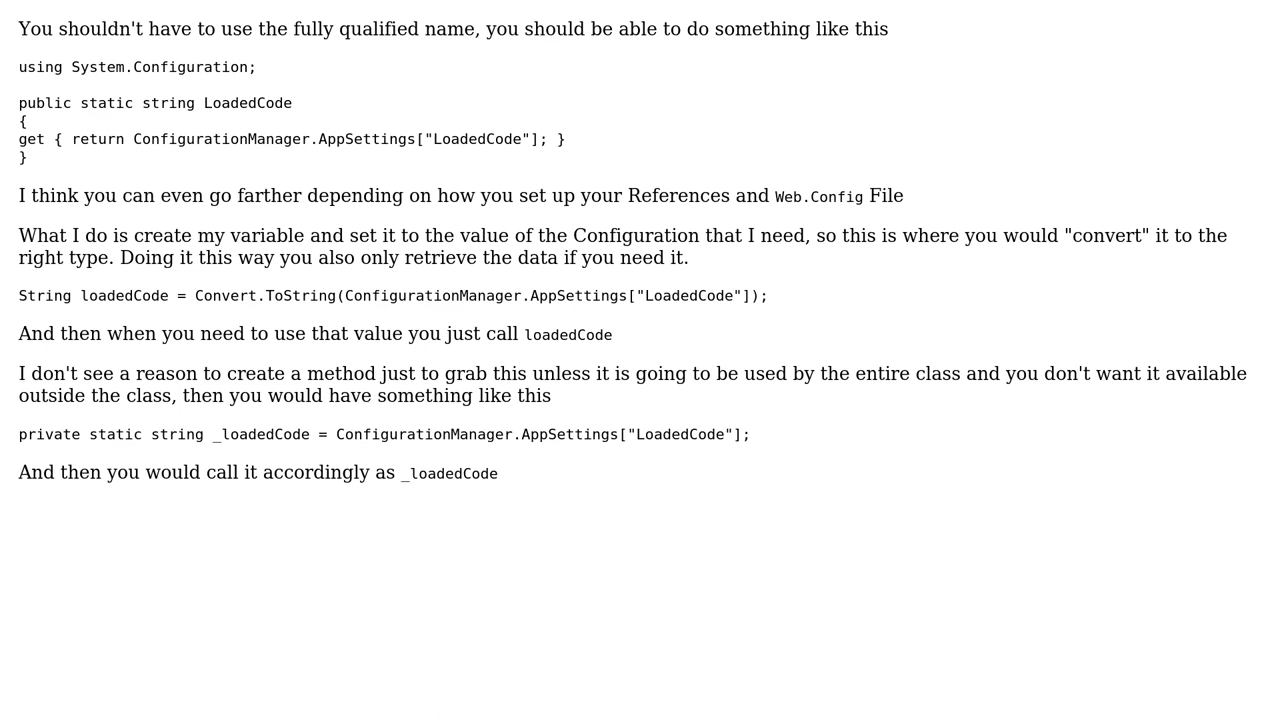 You shouldn't have to use the fully qualified name, you should be able to do something like this
using System.Configuration;
public static string LoadedCode
{
get { return ConfigurationManager.AppSettings["LoadedCode"]; }
}
I think you can even go farther depending on how you set up your References and Web.Config File
What I do is create my variable and set it to the value of the Configuration that I need, so this is where you would "convert" it to the
right type. Doing it this way you also only retrieve the data if you need it.
String loadedCode = Convert.ToString(ConfigurationManager.AppSettings["LoadedCode"]);
And then when you need to use that value you just call loadedCode
I don't see a reason to create a method just to grab this unless it is going to be used by the entire class and you don't want it available
outside the class, then you would have something like this
private static string _loadedCode = ConfigurationManager.AppSettings["LoadedCode"];
And then you would call it accordingly as _loadedCode